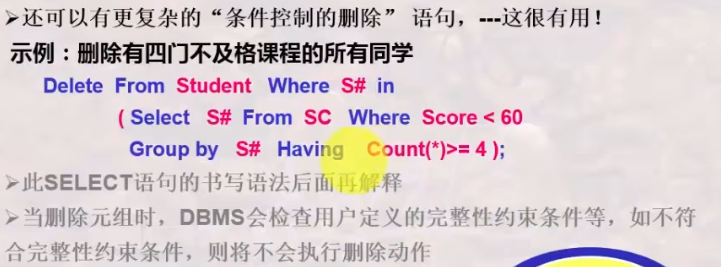 ➢还可以有更复杂的“条件控制的删除” 语句，---这很有用！
示例：删除有四门不及格课程的所有同学
Delete From Student Where S# in
( Select S# From SC Where Score < 60
Group by S# Having Count(*)>= 4 );
➢此SELECT语句的书写语法后面再解释
➢当删除元组时，DBMS会检查用户定义的完整性约束条件等，如不符
合完整性约束条件，则将不会执行删除动作